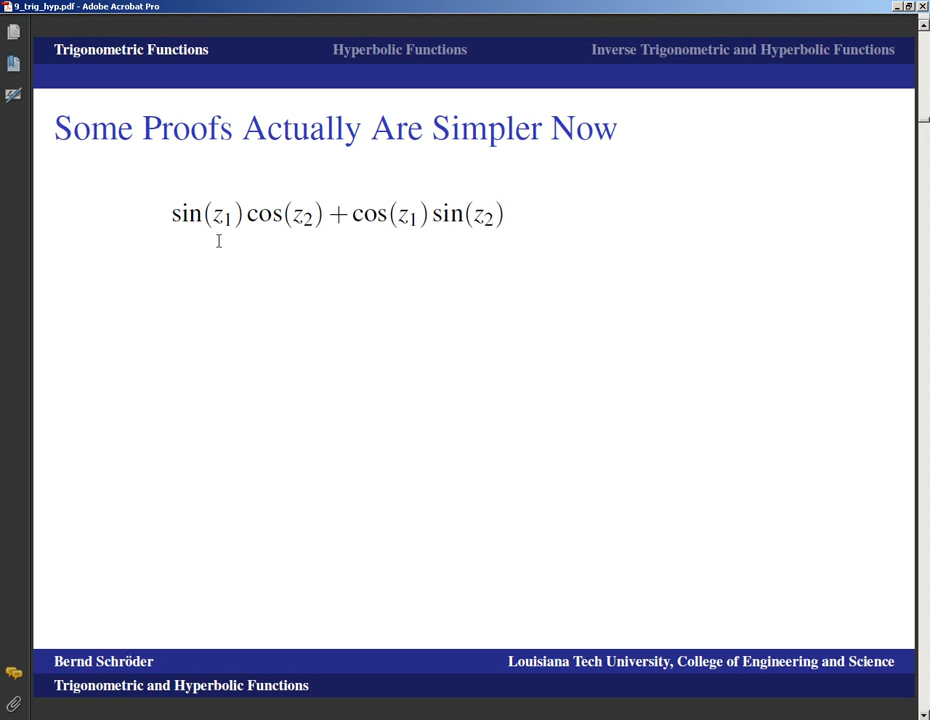 9_trig_hyp.pdf - Adobe Acrobat Pro
Trigonometric Functions Hyperbolic Functions Inverse Trigonometric and Hyperbolic Functions
Some Proofs Actually Are Simpler Now
sin(z₁)cos(z₂)+cos(z₁)sin(z₂)
Bernd Schröder Louisiana Tech University, College of Engineering and Science
Trigonometric and Hyperbolic Functions